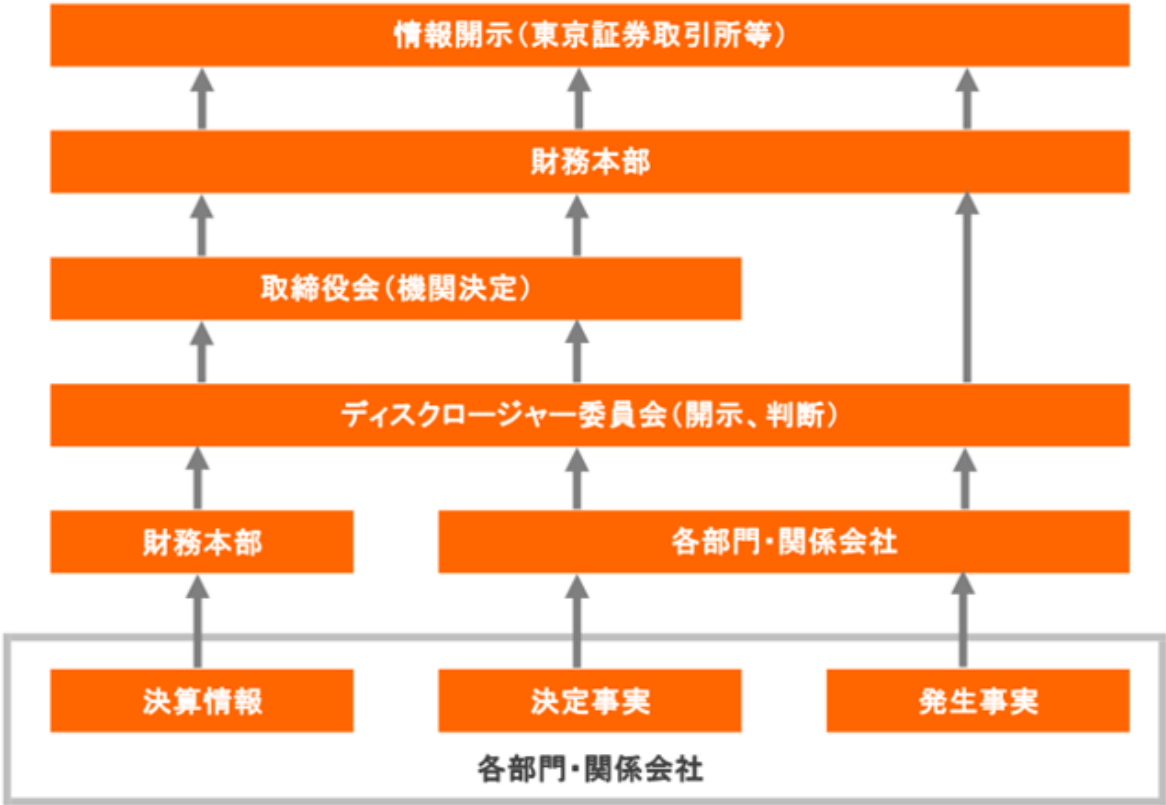 情報開示（東京証券取引所等）
財務本部
取締役会（機関決定）
ディスクロージャー委員会（開示、判断）
財務本部
各部門・関係会社
決算情報
決定事実
発生事実
各部門・関係会社